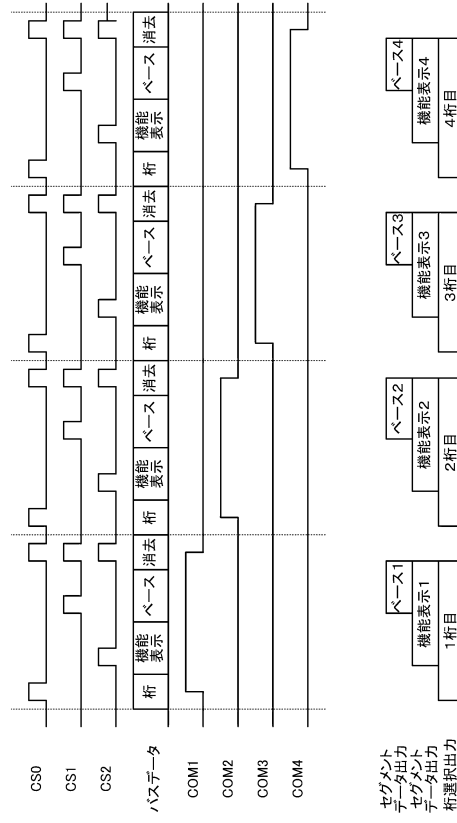 CS0
CS1
CS2
バスデータ
桁
機能
表示
ベース
消去
桁
機能
表示
ベース
消去
桁
機能
表示
ベース
消去
桁
機能
表示
ベース
消去
COM1
COM2
COM3
COM4
セグメント
データ出力
ベース1
ベース2
ベース3
ベース4
セグメント
データ出力
機能表示1
機能表示2
機能表示3
機能表示4
桁選択出力
1桁目
2桁目
3桁目
4桁目